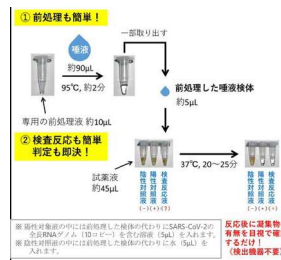 ① 前処理も簡単！
唾液
約90μL
95℃, 約2分
一部取り出す
専用の前処理液 約10μL
前処理した唾液検体
約5μL
② 検査反応も簡単
判定も即決！
試薬液
約45μL
陰性対照液 陽性対照液 検査反応液
(−)(+)(?)
37℃, 20～25分
陰性対照液 陽性対照液 検査反応液
(−)(+)(+)
※ 陽性対象液の中には前処理した検体の代わりにSARS-CoV-2の
全長RNAゲノム（10コピー）を含む溶液（5μL）を入れます。
※ 陰性対照液の中には前処理した検体の代わりに水（5μL）を
入れます。
反応後に凝集物
有無を目視で確
するだけ！
（検出機器不要）